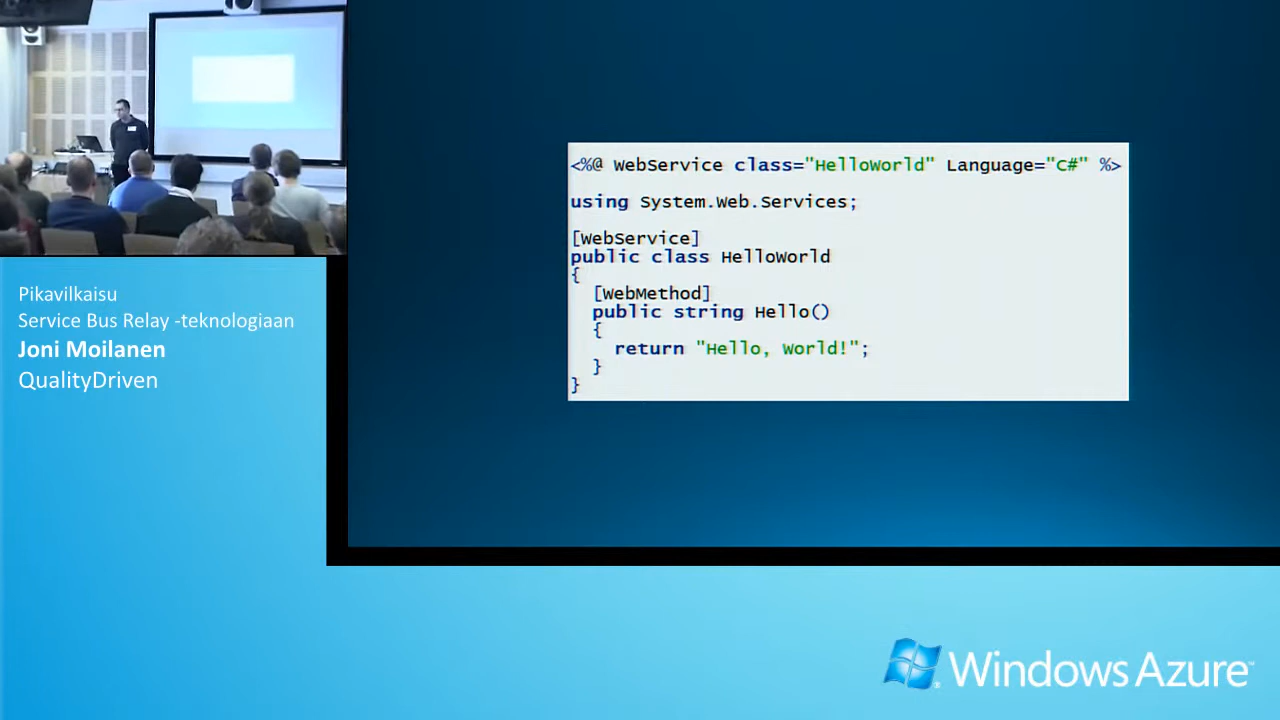 Pikavilkaisu
Service Bus Relay -teknologiaan
Joni Moilanen
QualityDriven
<%@ WebService class="HelloWorld" Language="C#" %>
using System.Web.Services;
[WebService]
public class HelloWorld
{
[WebMethod]
public string Hello()
{
return "Hello, World!";
}
}
Windows Azure™